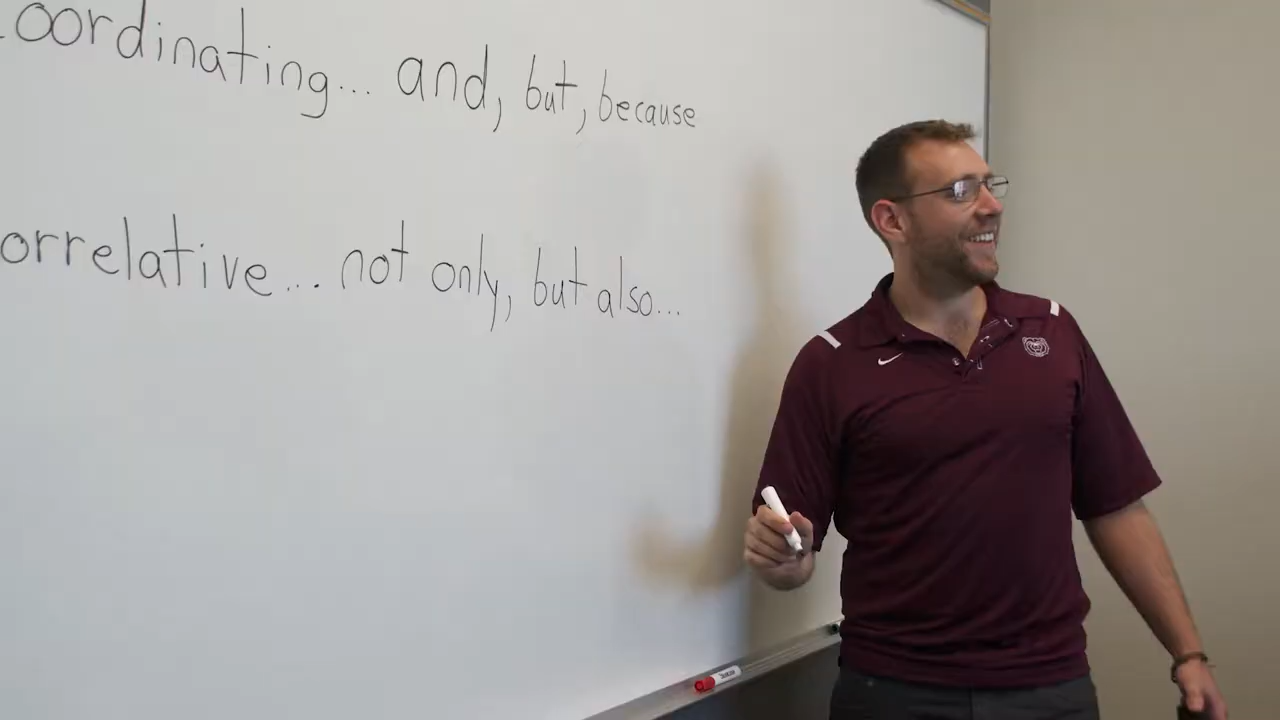 oordinating... and, but, because
orrelative... not only, but also...